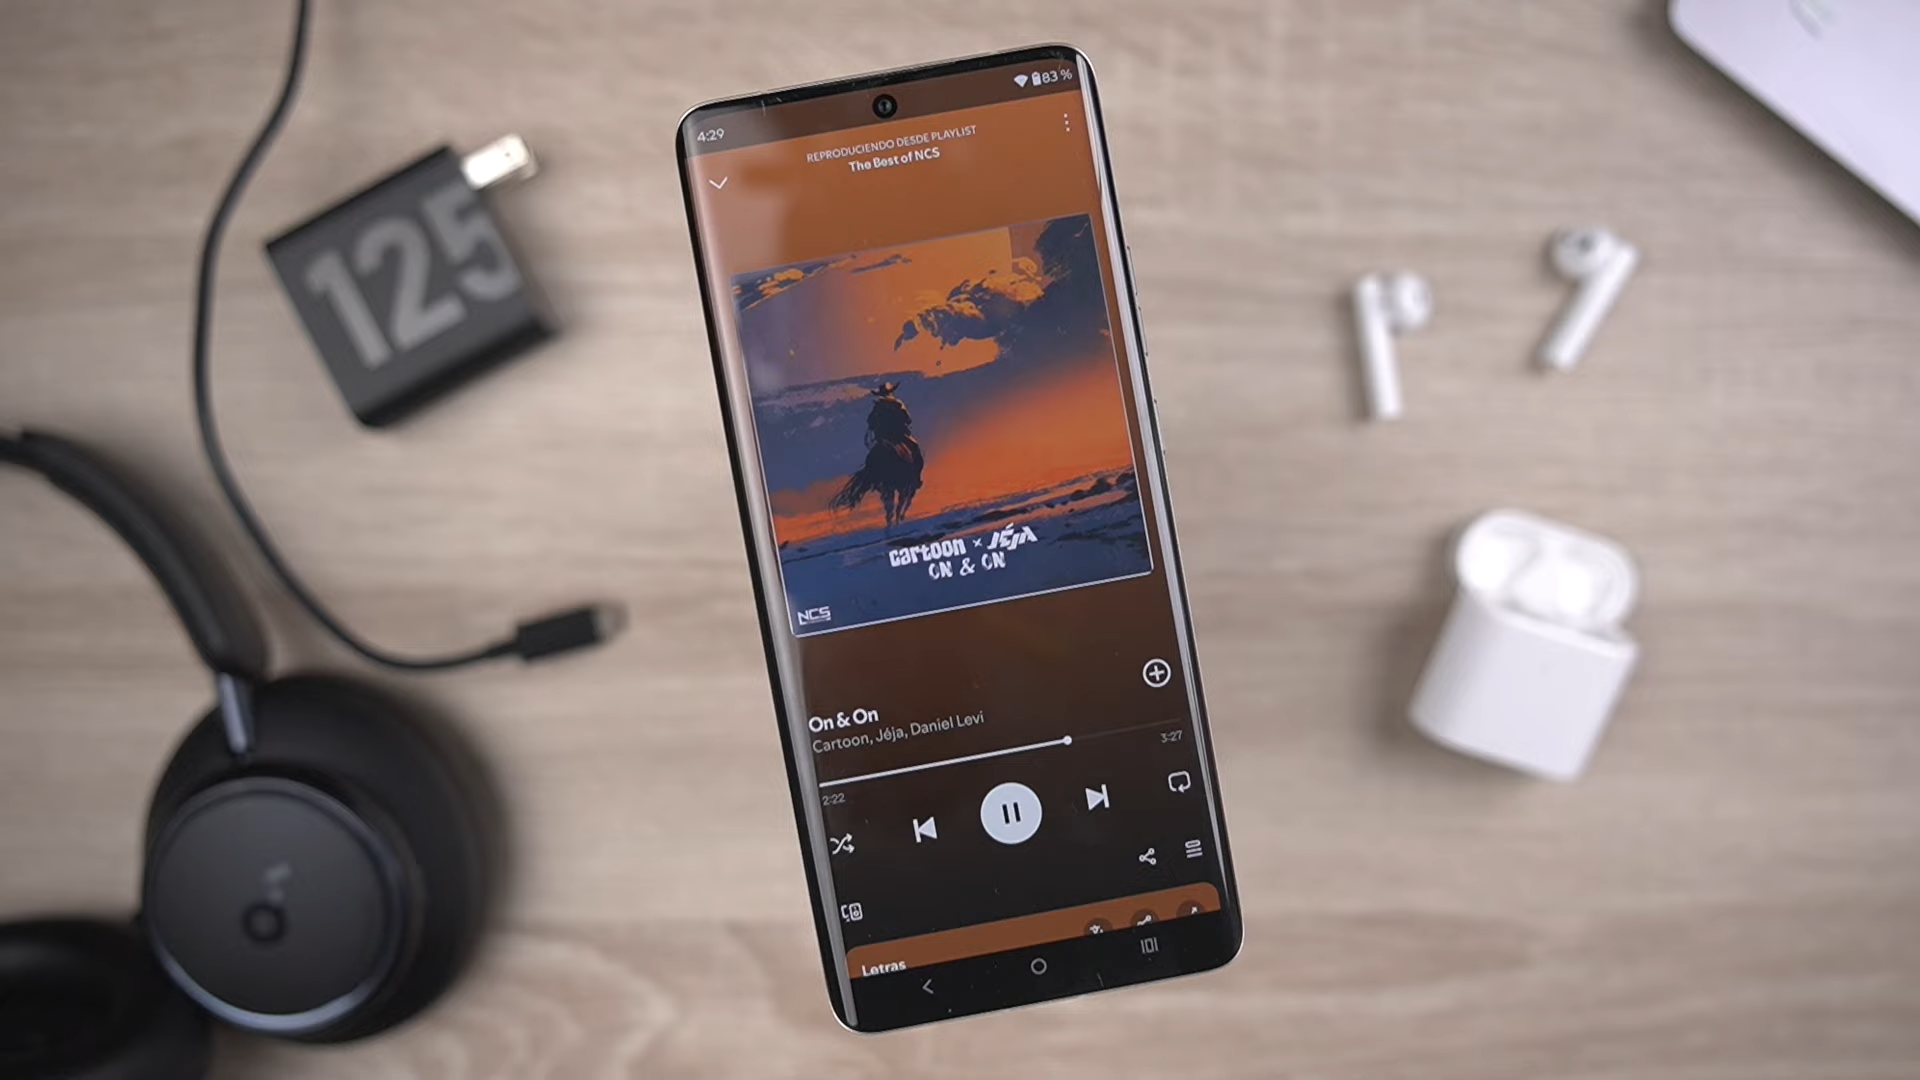 125
4:29
83 %
REPRODUCIENDO DESDE PLAYLIST
The Best of NCS
cartoon × JÉJA
ON & ON
NCS
On & On
Cartoon, Jéja, Daniel Levi
2:22
3:27
Letras